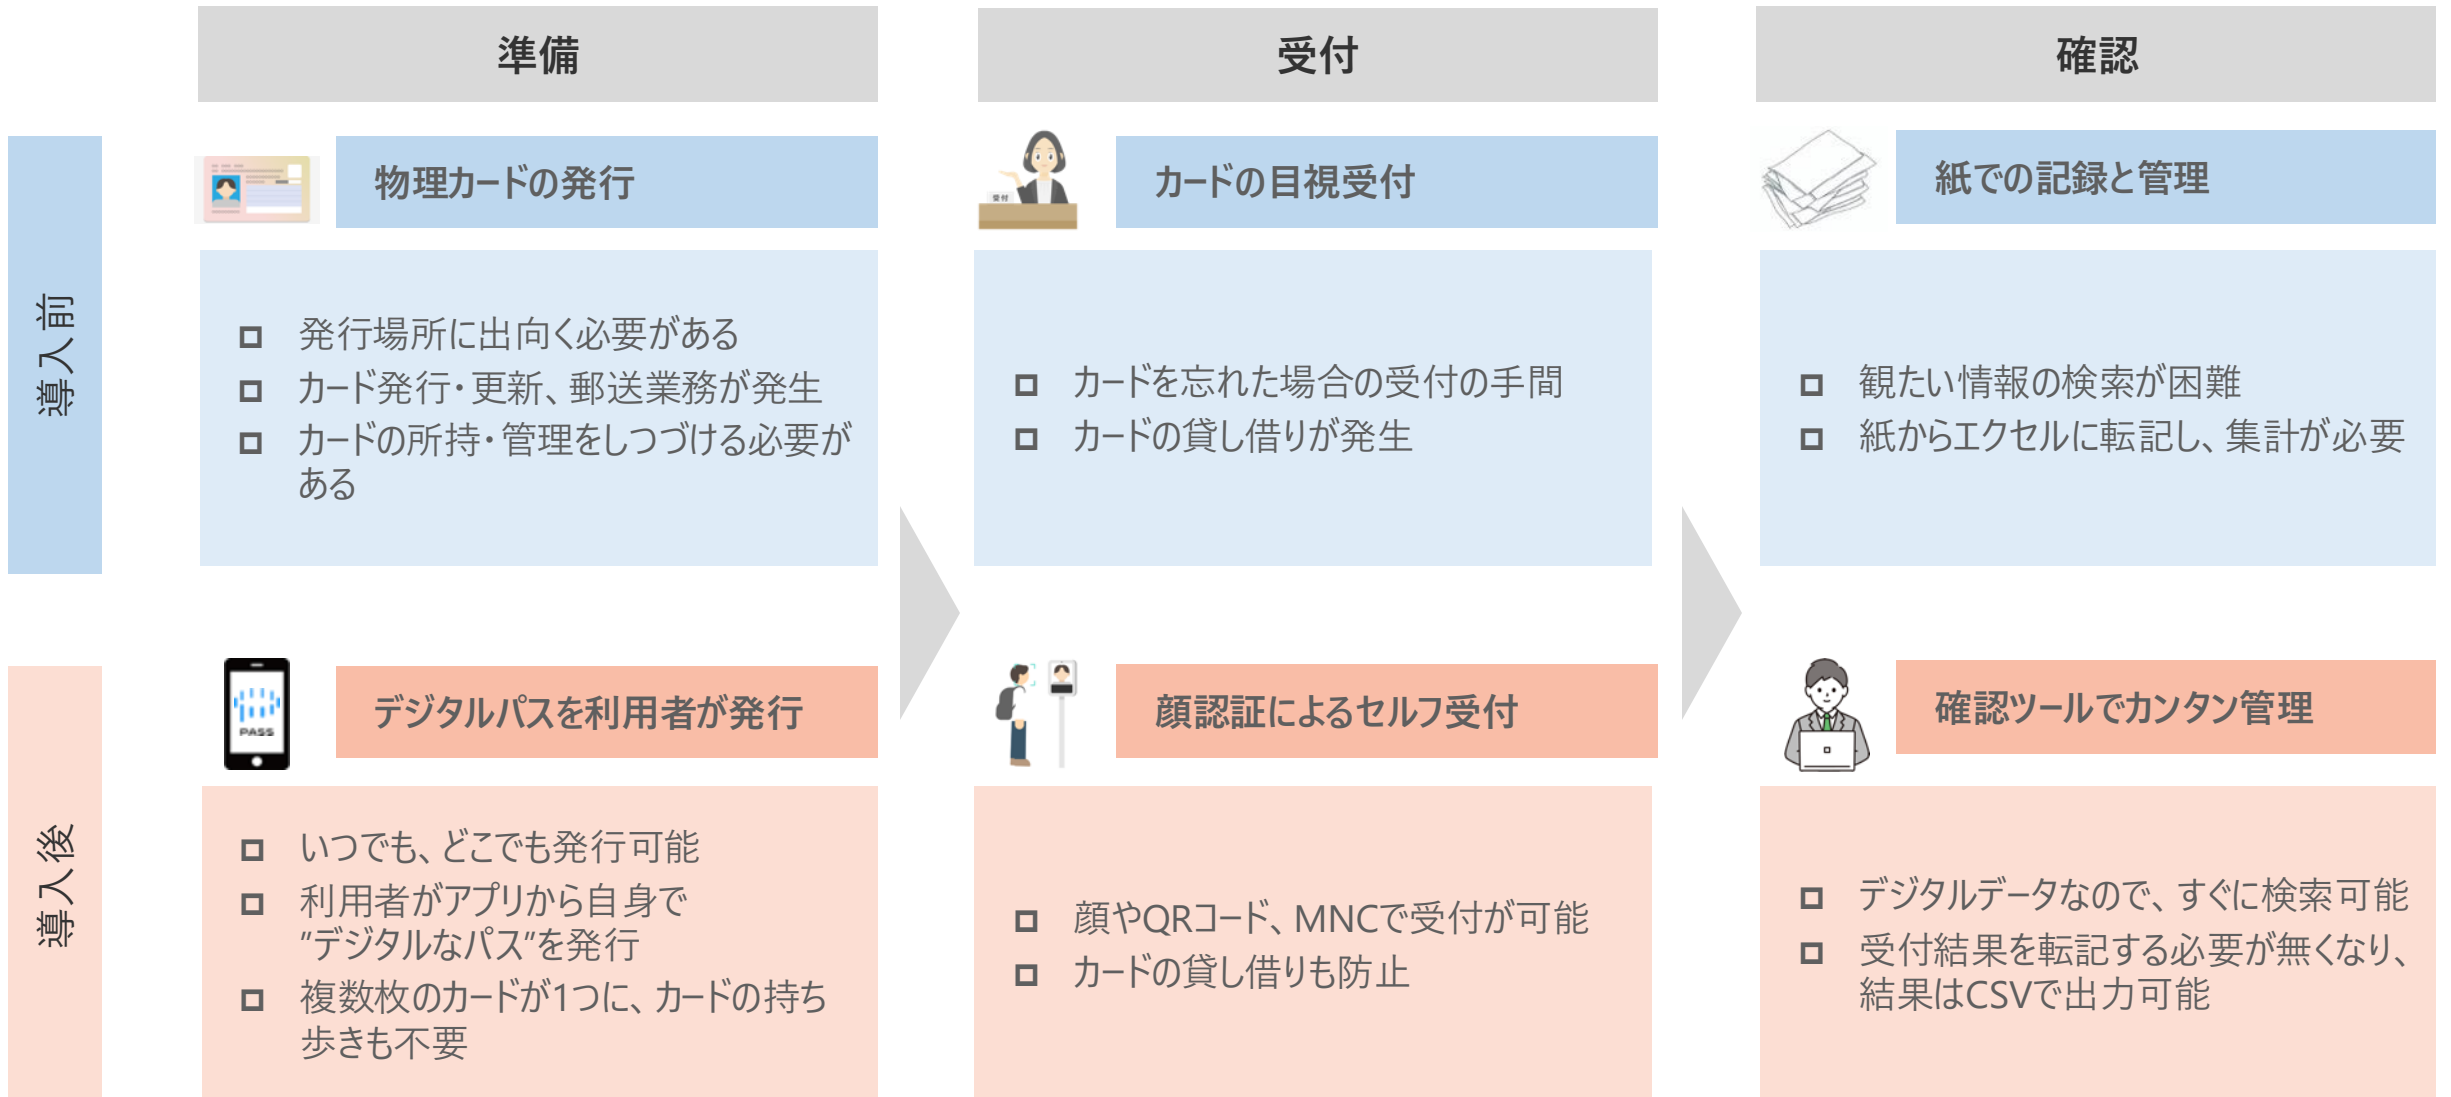 準備
受付
確認
導入前
物理カードの発行
受付
カードの目視受付
紙での記録と管理
発行場所に出向く必要がある
カード発行・更新、郵送業務が発生
カードの所持・管理をしつづける必要が
ある
カードを忘れた場合の受付の手間
カードの貸し借りが発生
観たい情報の検索が困難
紙からエクセルに転記し、集計が必要
導入後
PASS
デジタルパスを利用者が発行
顔認証によるセルフ受付
確認ツールでカンタン管理
いつでも、どこでも発行可能
利用者がアプリから自身で
”デジタルなパス”を発行
複数枚のカードが1つに、カードの持ち
歩きも不要
顔やQRコード、MNCで受付が可能
カードの貸し借りも防止
デジタルデータなので、すぐに検索可能
受付結果を転記する必要が無くなり、
結果はCSVで出力可能